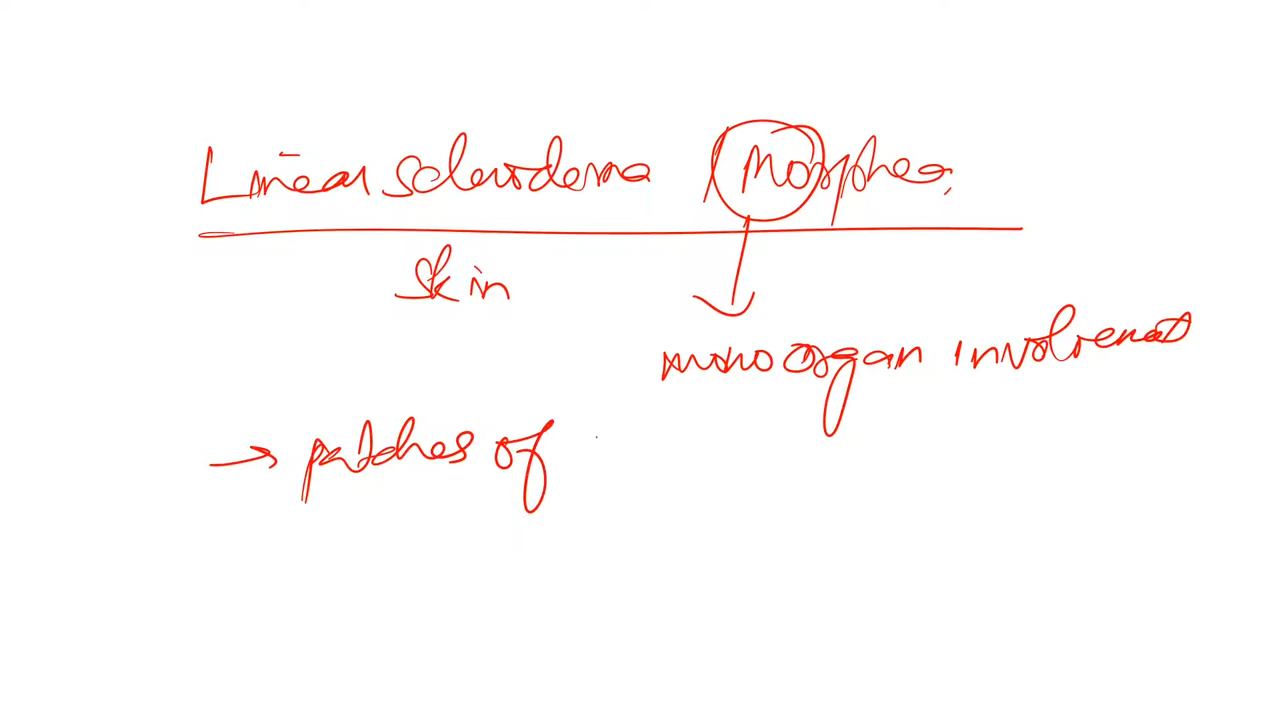 Linear scleroderma / morphea,
skin
mono organ involvement
→ patches of